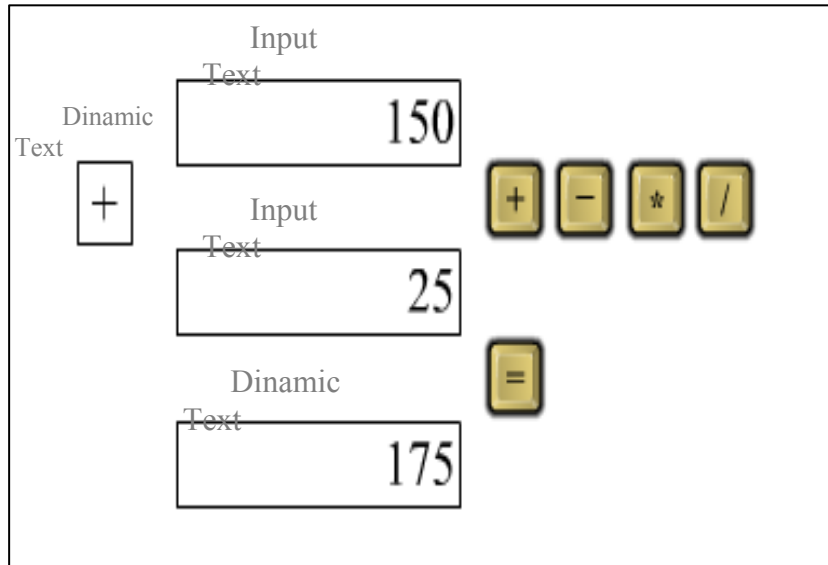 Input
Text
150
Dinamic
Text
+
+ - * /
Input
Text
25
=
Dinamic
Text
175